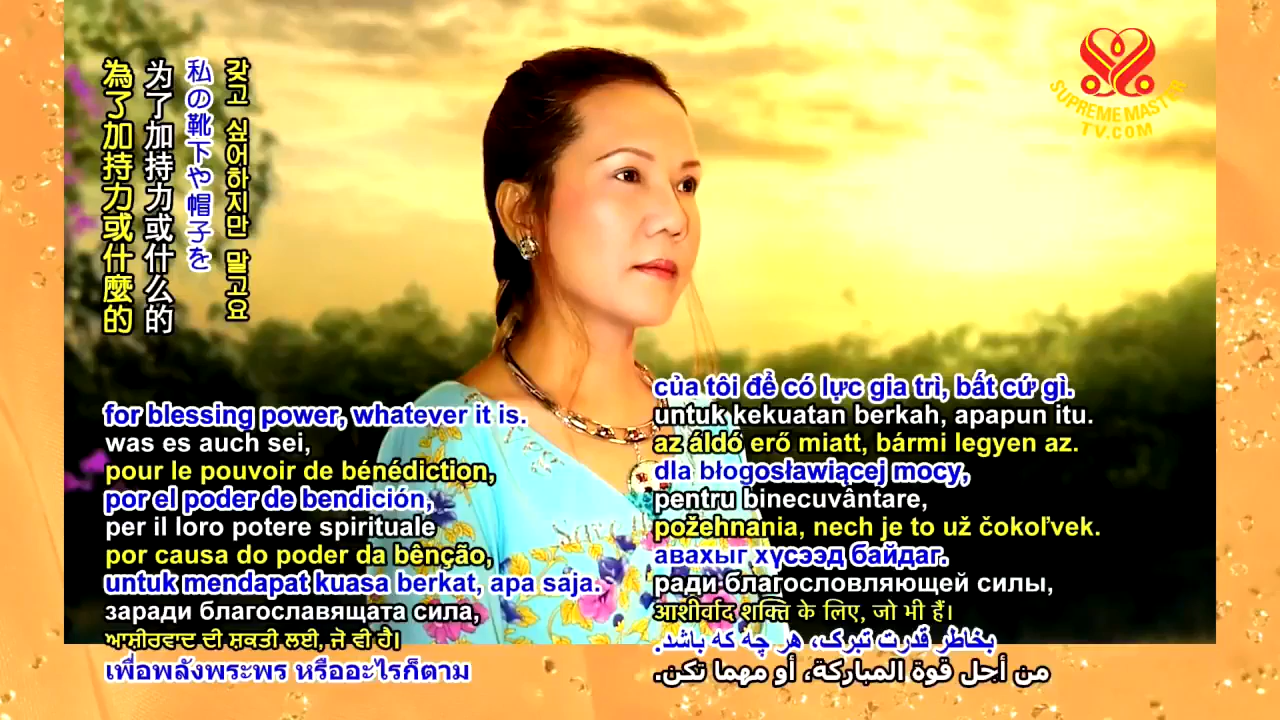 갖고 싶어하지만 말고요
私の靴下や帽子を
为了加持力或什么的
為了加持力或什麼的
SUPREME MASTER
TV.COM
for blessing power, whatever it is.
was es auch sei,
pour le pouvoir de bénédiction,
por el poder de bendición,
per il loro potere spirituale
por causa do poder da bênção,
untuk mendapat kuasa berkat, apa saja.
заради благославящата сила,
ਆਸ਼ੀਰਵਾਦ ਦੀ ਸ਼ਕਤੀ ਲਈ, ਜੋ ਵੀ ਹੈ।
เพื่อพลังพระพร หรืออะไรก็ตาม
của tôi để có lực gia trì, bất cứ gì.
untuk kekuatan berkah, apapun itu.
az áldó erő miatt, bármi legyen az.
dla błogosławiącej mocy,
pentru binecuvântare,
požehnania, nech je to už čokoľvek.
авахыг хүсээд байдаг.
ради благословляющей силы,
आशीर्वाद शक्ति के लिए, जो भी हैं।
بخاطر قدرت تبرک، هر چه که باشد.
من أجل قوة المباركة، أو مهما تكن.